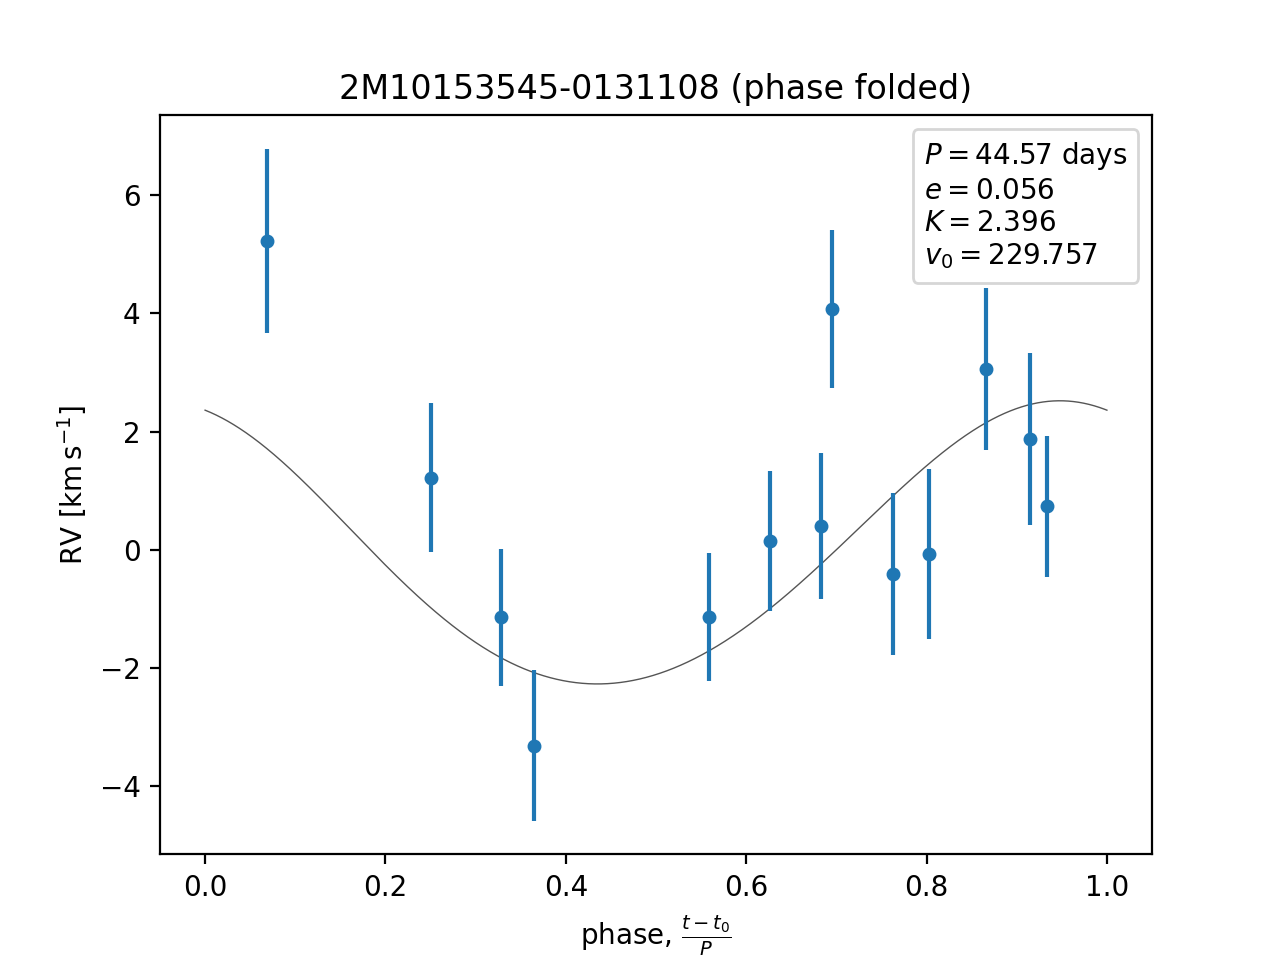 2M10153545-0131108 (phase folded)
P = 44.57 days
e = 0.056
K = 2.396
v₀ = 229.757
RV [km s⁻¹]
6
4
2
0
−2
−4
0.0 0.2 0.4 0.6 0.8 1.0
phase, (t − t₀)/P